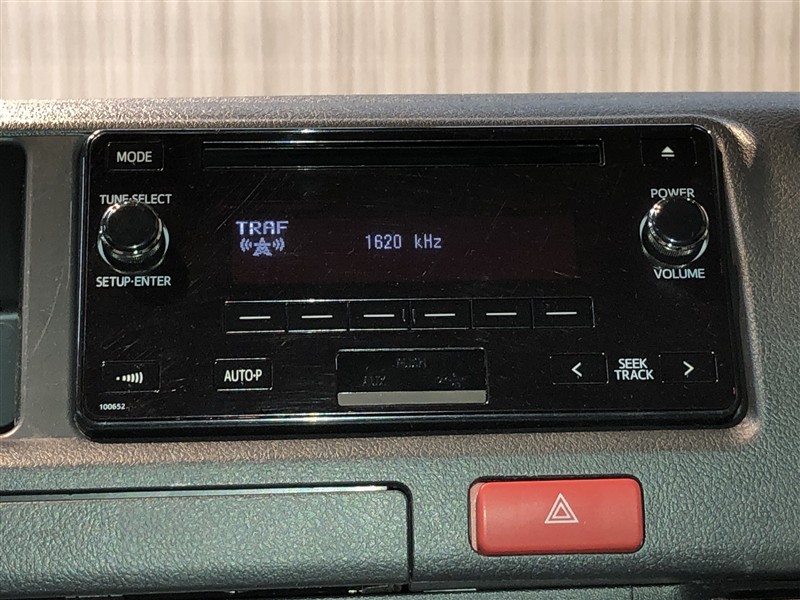 MODE
TUNE·SELECT
POWER
TRAF
1620 kHz
SETUP·ENTER
VOLUME
AUTO·P
SEEK
TRACK
100652